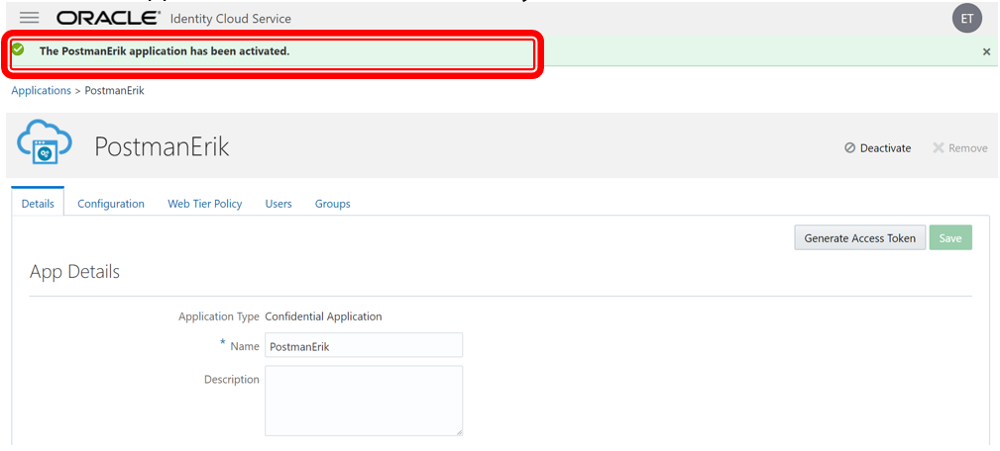 ORACLE® Identity Cloud Service
ET
The PostmanErik application has been activated.
×
Applications > PostmanErik
PostmanErik
Deactivate
Remove
Details Configuration Web Tier Policy Users Groups
Generate Access Token Save
App Details
Application Type Confidential Application
* Name PostmanErik
Description